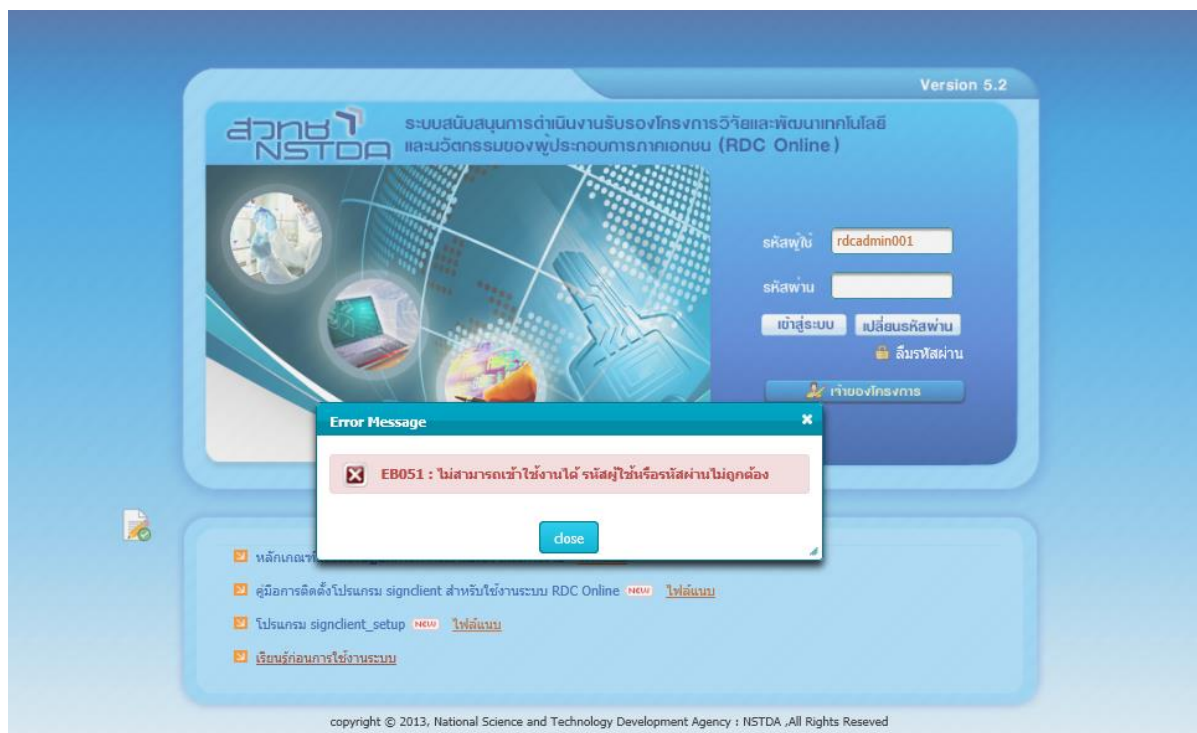 Version 5.2
สวทช
NSTDA
ระบบสนับสนุนการดำเนินงานรับรองโครงการวิจัยและพัฒนาเทคโนโลยี
และนวัตกรรมของผู้ประกอบการภาคเอกชน (RDC Online)
รหัสผู้ใช้ rdcadmin001
รหัสผ่าน
เข้าสู่ระบบ เปลี่ยนรหัสผ่าน
ลืมรหัสผ่าน
เจ้าของโครงการ
Error Message
EB051 : ไม่สามารถเข้าใช้งานได้ รหัสผู้ใช้หรือรหัสผ่านไม่ถูกต้อง
close
หลักเกณฑ์
คู่มือการติดตั้งโปรแกรม signclient สำหรับใช้งานระบบ RDC Online NEW ไฟล์แนบ
โปรแกรม signclient_setup NEW ไฟล์แนบ
เรียนรู้ก่อนการใช้งานระบบ
copyright © 2013, National Science and Technology Development Agency : NSTDA ,All Rights Reseved